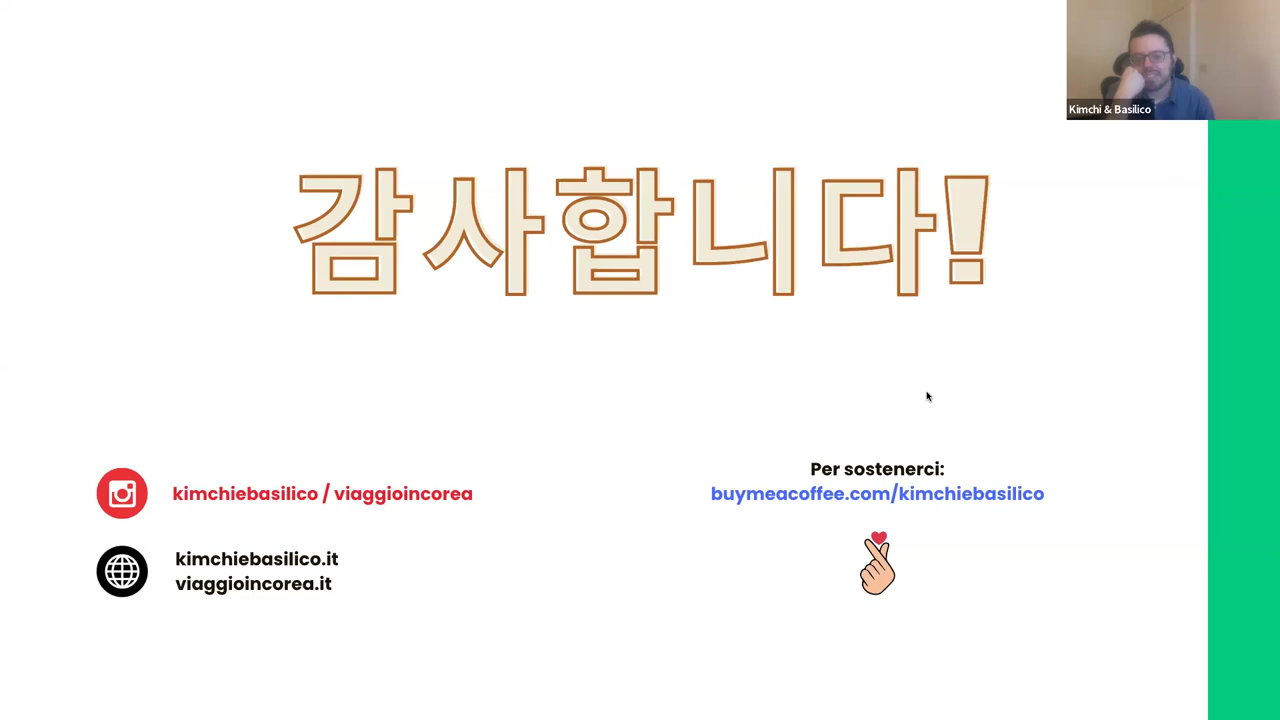 Kimchi & Basilico
감사합니다!
kimchiebasilico / viaggioincorea
kimchiebasilico.it
viaggioincorea.it
Per sostenerci:
buymeacoffee.com/kimchiebasilico